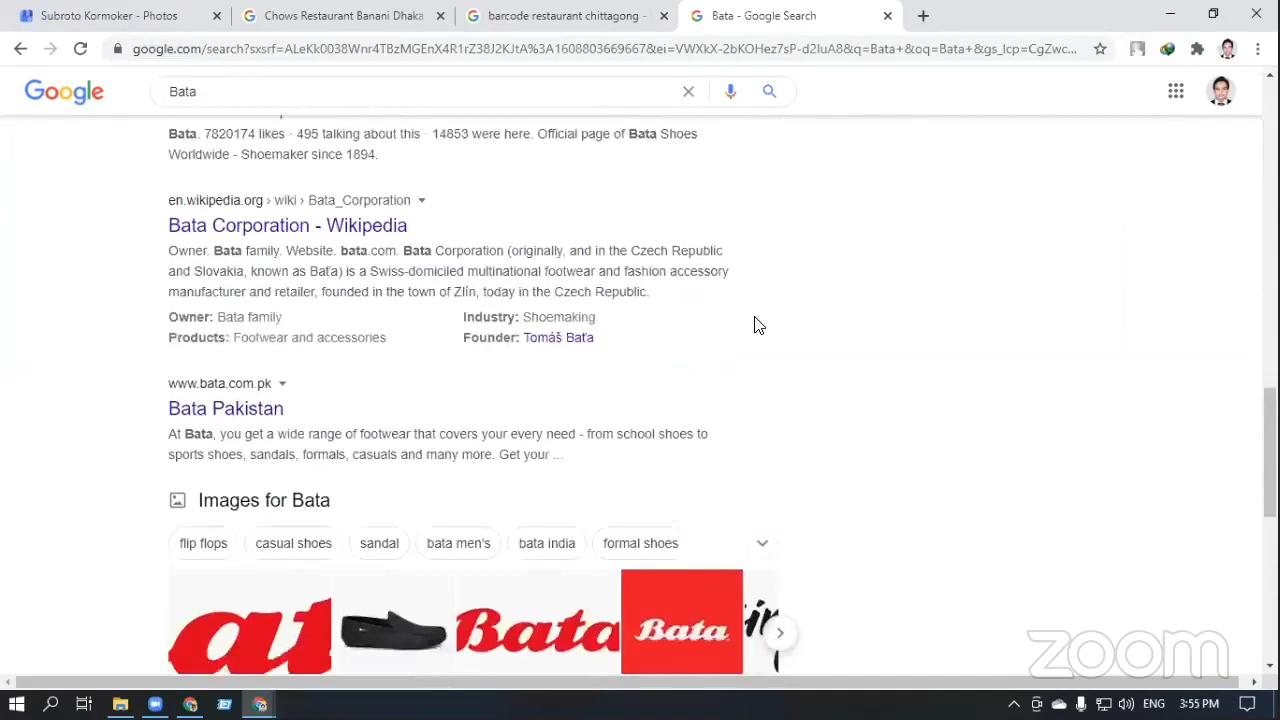 Subroto Kormoker - Photos
Chows Restaurant Banani Dhaka
barcode restaurant chittagong -
Bata - Google Search
google.com/search?sxsrf=ALeKk0038Wnr4TBzMGEnX4R1rZ38J2KJtA%3A1608803669667&ei=VWXkX-2bKOHez7sP-d2IuA8&q=Bata+&oq=Bata+&gs_lcp=CgZwc...
Google
Bata
Bata. 7820174 likes · 495 talking about this · 14853 were here. Official page of Bata Shoes
Worldwide - Shoemaker since 1894.
en.wikipedia.org › wiki › Bata_Corporation
Bata Corporation - Wikipedia
Owner. Bata family. Website. bata.com. Bata Corporation (originally, and in the Czech Republic
and Slovakia, known as Baťa) is a Swiss-domiciled multinational footwear and fashion accessory
manufacturer and retailer, founded in the town of Zlín, today in the Czech Republic.
Owner: Bata family
Industry: Shoemaking
Products: Footwear and accessories
Founder: Tomáš Baťa
www.bata.com.pk
Bata Pakistan
At Bata, you get a wide range of footwear that covers your every need - from school shoes to
sports shoes, sandals, formals, casuals and many more. Get your ...
Images for Bata
flip flops
casual shoes
sandal
bata men's
bata india
formal shoes
at
Bata
Bata
zoom
ENG
3:55 PM